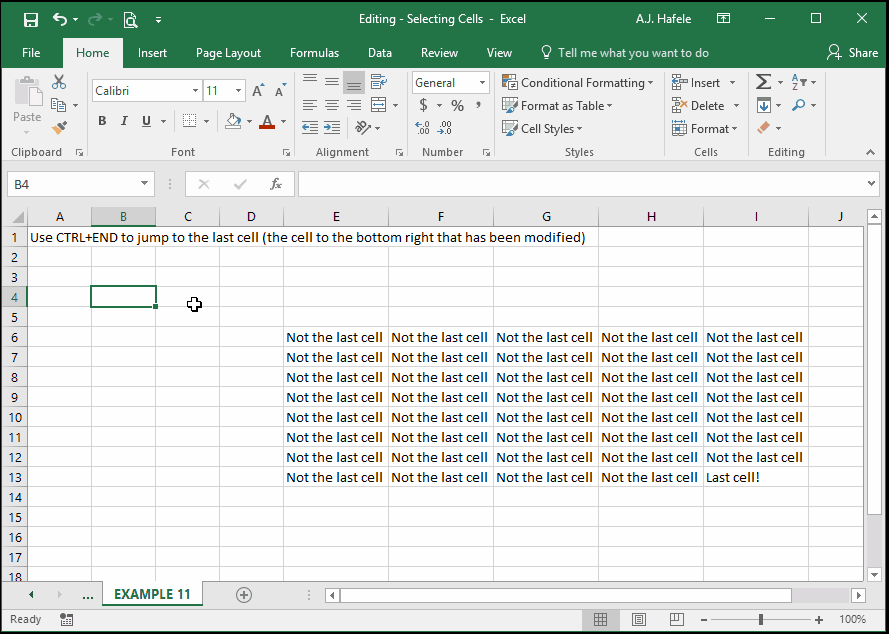 Editing - Selecting Cells - Excel A.J. Hafele
File Home Insert Page Layout Formulas Data Review View Tell me what you want to do Share
Calibri 11 General Conditional Formatting Insert
Paste Format as Table Delete
B I U A $ % , Cell Styles Format
Clipboard Font Alignment Number Styles Cells Editing
B4 fx
A B C D E F G H I J
1 Use CTRL+END to jump to the last cell (the cell to the bottom right that has been modified)
2
3
4
5
6 Not the last cell Not the last cell Not the last cell Not the last cell Not the last cell
7 Not the last cell Not the last cell Not the last cell Not the last cell Not the last cell
8 Not the last cell Not the last cell Not the last cell Not the last cell Not the last cell
9 Not the last cell Not the last cell Not the last cell Not the last cell Not the last cell
10 Not the last cell Not the last cell Not the last cell Not the last cell Not the last cell
11 Not the last cell Not the last cell Not the last cell Not the last cell Not the last cell
12 Not the last cell Not the last cell Not the last cell Not the last cell Not the last cell
13 Not the last cell Not the last cell Not the last cell Not the last cell Last cell!
14
15
16
17
18
... EXAMPLE 11
Ready 100%